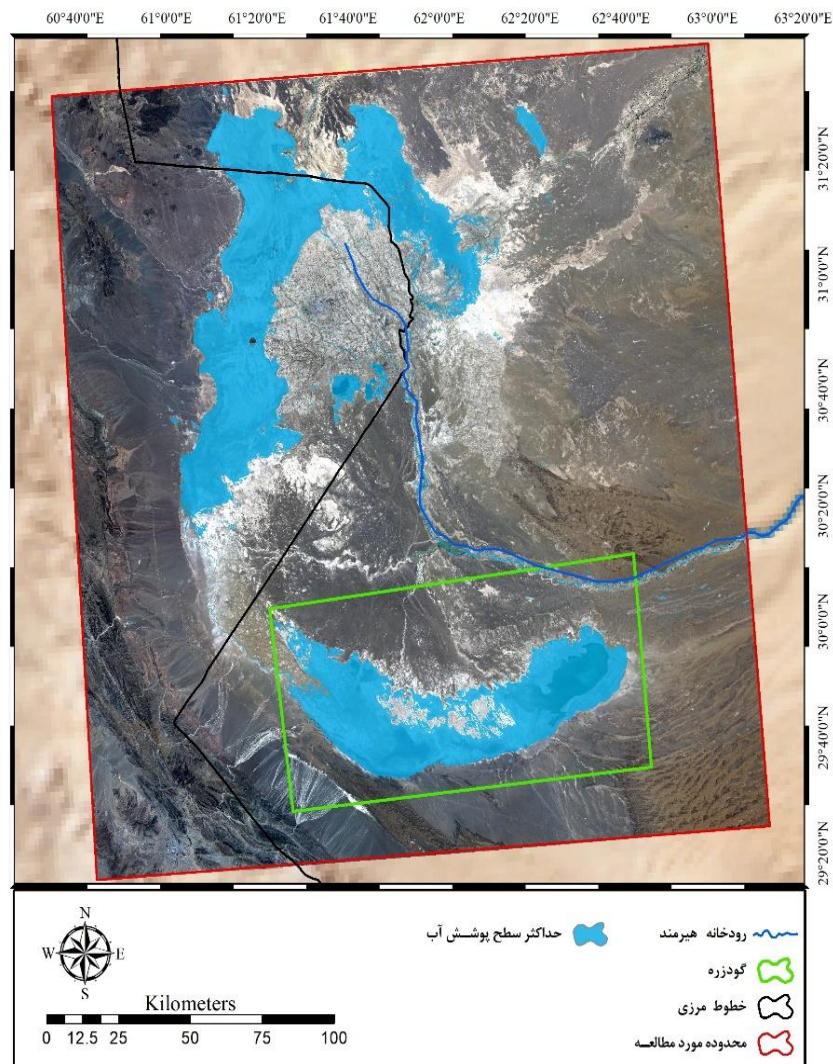 60°40'0"E 61°0'0"E 61°20'0"E 61°40'0"E 62°0'0"E 62°20'0"E 62°40'0"E 63°0'0"E 63°20'0"E
31°20'0"N
31°0'0"N
30°40'0"N
30°20'0"N
30°0'0"N
29°40'0"N
29°20'0"N
رودخانه هیرمند
حداکثر سطح پوشش آب
گودزره
خطوط مرزی
محدوده مورد مطالعه
N
W E
S
Kilometers
0 12.5 25 50 75 100